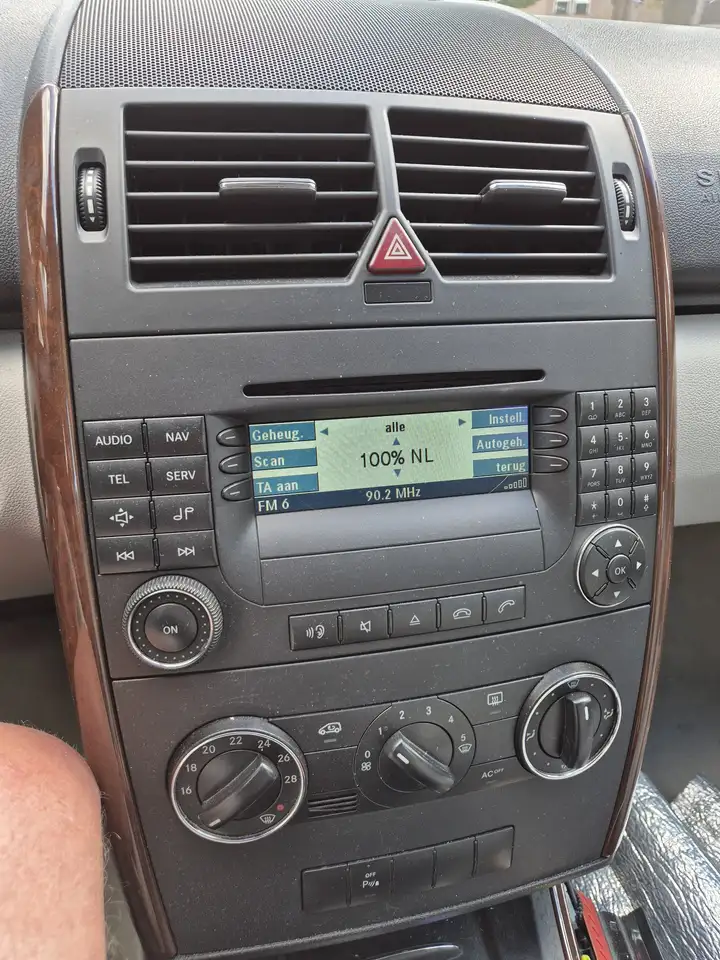 S
AUDIO NAV
TEL SERV
ON
Geheug. alle Instell.
Scan 100% NL Autogeh.
TA aan terug
FM 6 90.2 MHz
1 2 ABC 3 DEF
4 GHI 5 JKL 6 MNO
7 PQRS 8 TUV 9 WXYZ
* 0 #
OK
16 18 20 22 24 26 28
0 1 2 3 4 5
AC OFF
OFF
P